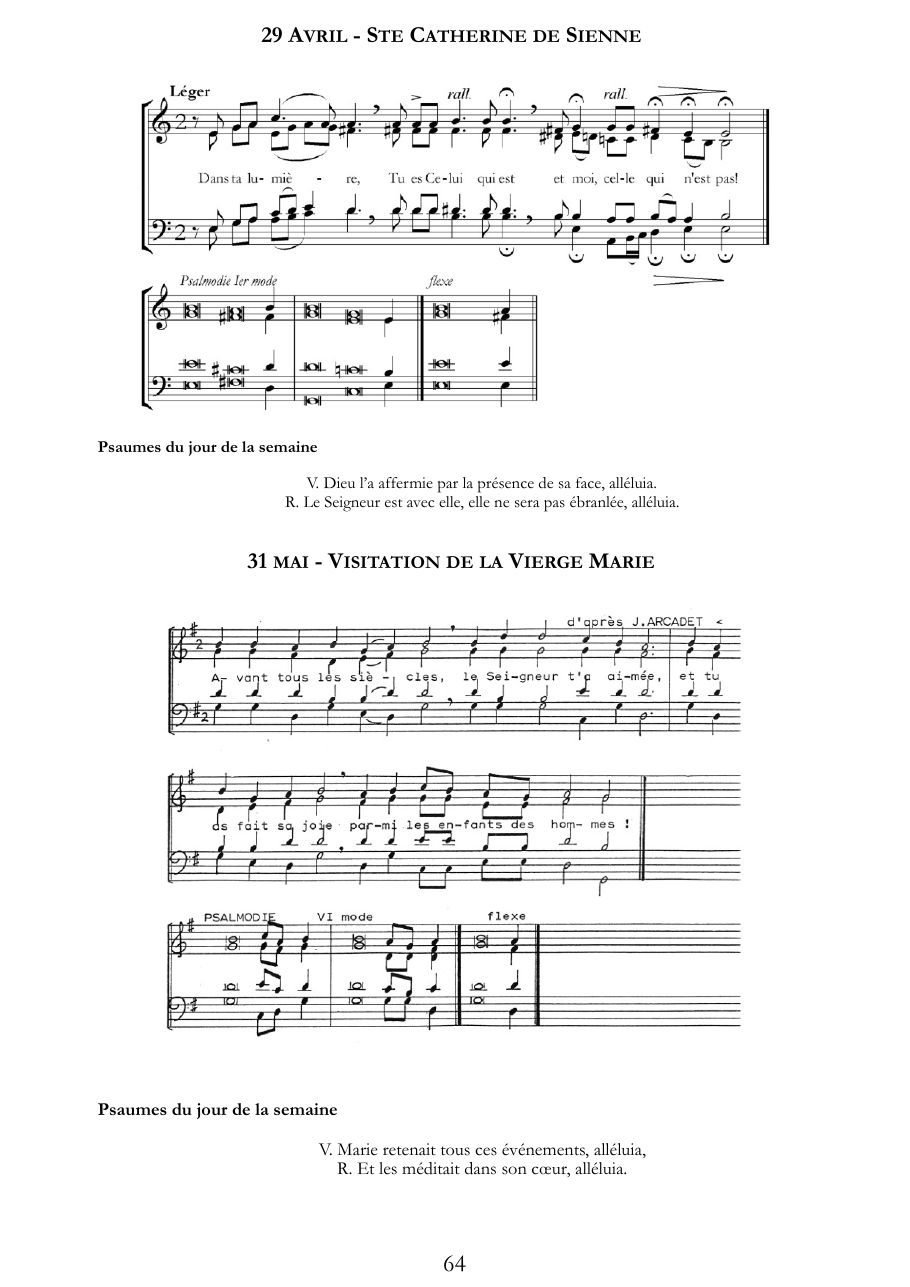 29 AVRIL - STE CATHERINE DE SIENNE
Léger
rall.
rall.
2
Dans ta lu- miè - re, Tu es Ce-lui qui est et moi, cel-le qui n'est pas!
2
Psalmodie Ier mode
flexe
Psaumes du jour de la semaine
V. Dieu l’a affermie par la présence de sa face, alléluia.
R. Le Seigneur est avec elle, elle ne sera pas ébranlée, alléluia.
31 MAI - VISITATION DE LA VIERGE MARIE
d'après J.ARCADET
2
A- vant tous les siè - cles, le Sei-gneur t'a ai-mée, et tu
2
as fait sa joie par-mi les en-fants des hom-mes !
PSALMODIE VI mode flexe
Psaumes du jour de la semaine
V. Marie retenait tous ces événements, alléluia,
R. Et les méditait dans son cœur, alléluia.
64